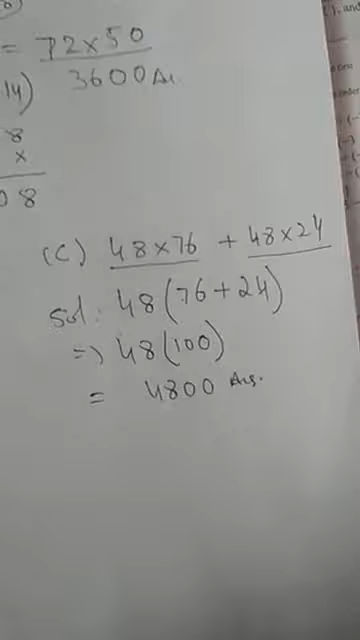 = 72×50
3600 Ans.
14)
8
×
08
(C) 48×76 + 48×24
Sol: 48(76+24)
=> 48(100)
= 4800 Ans.